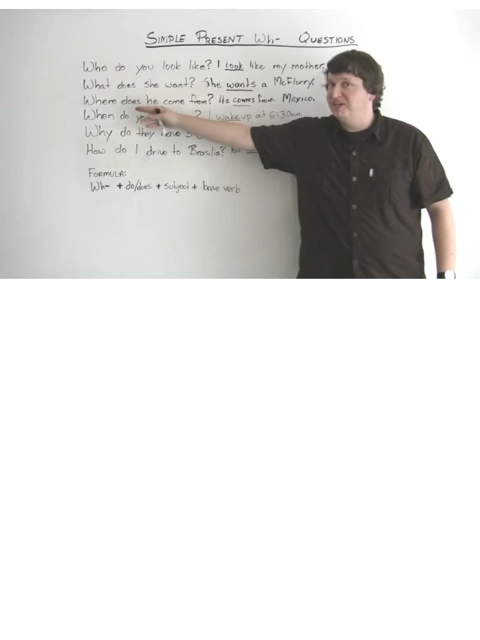 SIMPLE PRESENT Wh- QUESTIONS
Who do you look like? I look like my mother.
What does she want? She wants a McFlurry.
Where does he come from? He comes from Mexico.
When do you ? I wake up at 6:30am
Why do they have
How do I drive to Brasilia?
FORMULA:
Wh- + do/does + subject + base verb